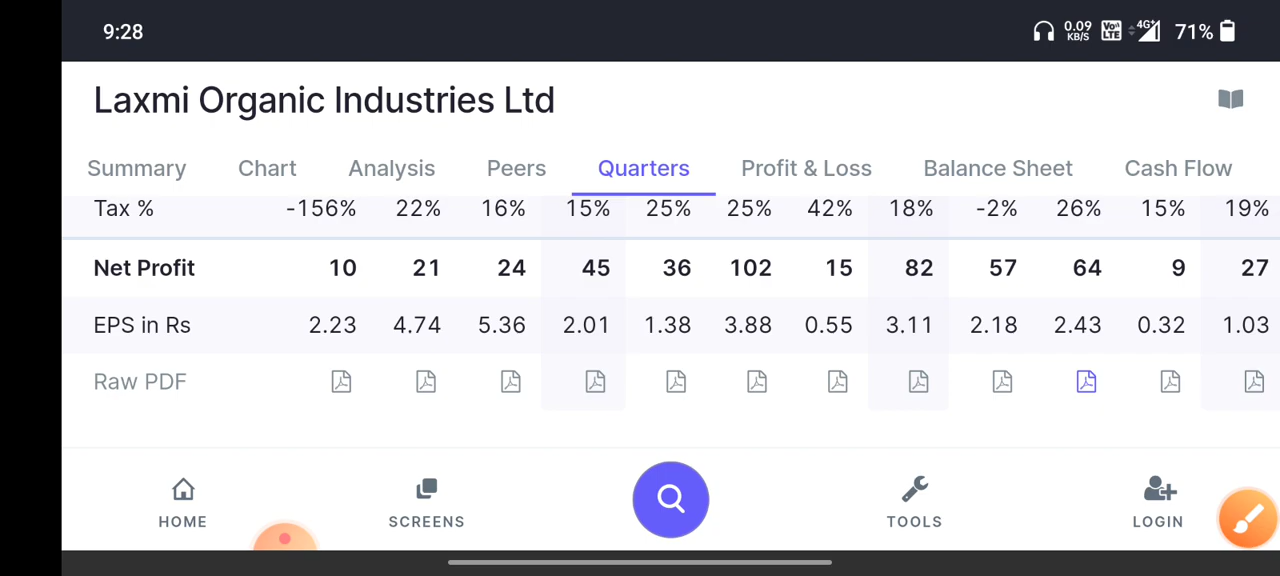 9:28 0.09 KB/S VoD LTE 4G+ 71%
Laxmi Organic Industries Ltd
Summary Chart Analysis Peers Quarters Profit & Loss Balance Sheet Cash Flow
Tax % -156% 22% 16% 15% 25% 25% 42% 18% -2% 26% 15% 19%
Net Profit 10 21 24 45 36 102 15 82 57 64 9 27
EPS in Rs 2.23 4.74 5.36 2.01 1.38 3.88 0.55 3.11 2.18 2.43 0.32 1.03
Raw PDF
HOME SCREENS TOOLS LOGIN